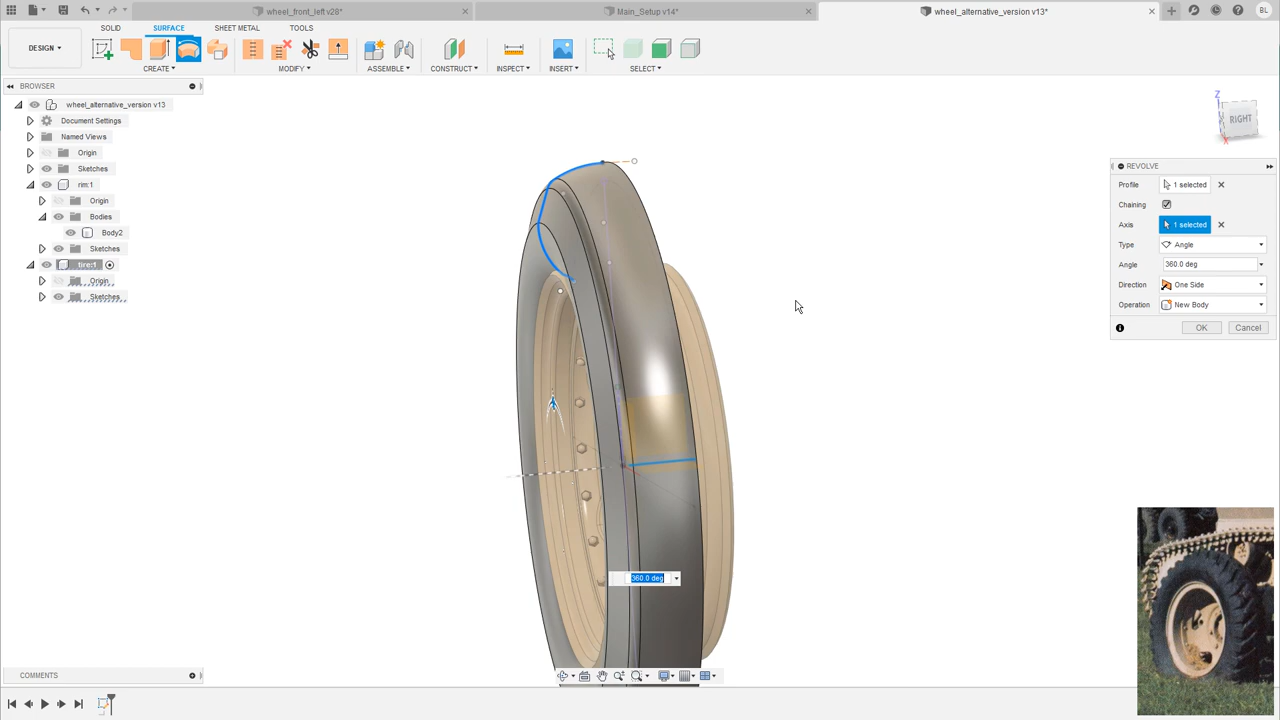 wheel_front_left v28*
Main_Setup v14*
wheel_alternative_version v13*
BL
DESIGN
SOLID
SURFACE
SHEET METAL
TOOLS
CREATE
MODIFY
ASSEMBLE
CONSTRUCT
INSPECT
INSERT
SELECT
BROWSER
wheel_alternative_version v13
Document Settings
Named Views
Origin
Sketches
rim:1
Origin
Bodies
Body2
Sketches
tire:1
Origin
Sketches
Z
RIGHT
X
REVOLVE
Profile
1 selected
Chaining
Axis
1 selected
Type
Angle
Angle
360.0 deg
Direction
One Side
Operation
New Body
OK
Cancel
360.0 deg
COMMENTS